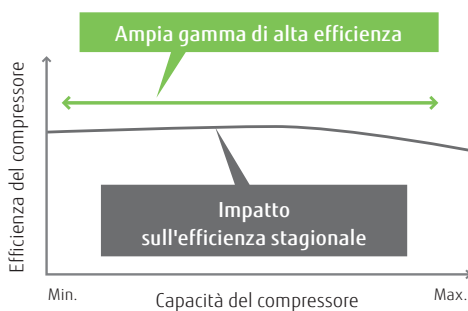 Ampia gamma di alta efficienza
Efficienza del compressore
Impatto
sull'efficienza stagionale
Min.
Capacità del compressore
Max.